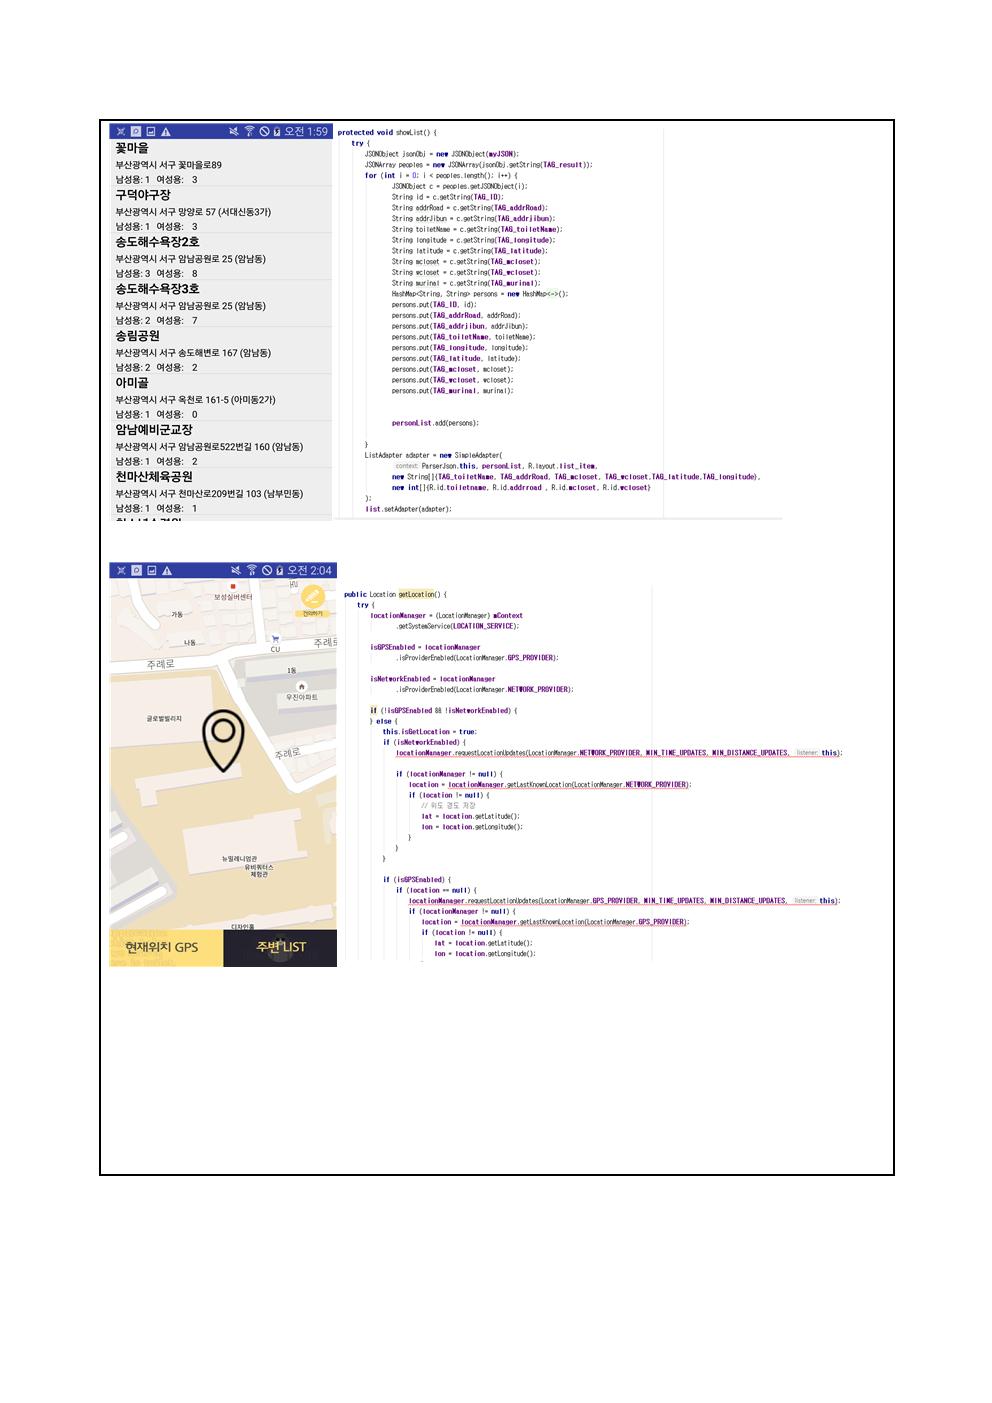 오전 1:59
꽃마을
부산광역시 서구 꽃마을로89
남성용: 1 여성용: 3
구덕야구장
부산광역시 서구 망양로 57 (서대신동3가)
남성용: 1 여성용: 3
송도해수욕장2호
부산광역시 서구 암남공원로 25 (암남동)
남성용: 3 여성용: 8
송도해수욕장3호
부산광역시 서구 암남공원로 25 (암남동)
남성용: 2 여성용: 7
송림공원
부산광역시 서구 송도해변로 167 (암남동)
남성용: 2 여성용: 2
아미골
부산광역시 서구 옥천로 161-5 (아미동2가)
남성용: 1 여성용: 0
암남예비군교장
부산광역시 서구 암남공원로522번길 160 (암남동)
남성용: 1 여성용: 2
천마산체육공원
부산광역시 서구 천마산로209번길 103 (남부민동)
남성용: 1 여성용: 1
protected void showList() {
try {
JSONObject jsonObj = new JSONObject(myJSON);
JSONArray peoples = new JSONArray(jsonObj.getString(TAG_result));
for (int i = 0; i < peoples.length(); i++) {
JSONObject c = peoples.getJSONObject(i);
String id = c.getString(TAG_ID);
String addrRoad = c.getString(TAG_addrRoad);
String addrJibun = c.getString(TAG_addrjibun);
String toiletName = c.getString(TAG_toiletName);
String longitude = c.getString(TAG_longitude);
String latitude = c.getString(TAG_latitude);
String mcloset = c.getString(TAG_mcloset);
String wcloset = c.getString(TAG_wcloset);
String murinal = c.getString(TAG_murinal);
HashMap<String, String> persons = new HashMap<~>();
persons.put(TAG_ID, id);
persons.put(TAG_addrRoad, addrRoad);
persons.put(TAG_addrjibun, addrJibun);
persons.put(TAG_toiletName, toiletName);
persons.put(TAG_longitude, longitude);
persons.put(TAG_latitude, latitude);
persons.put(TAG_mcloset, mcloset);
persons.put(TAG_wcloset, wcloset);
persons.put(TAG_murinal, murinal);
personList.add(persons);
}
ListAdapter adapter = new SimpleAdapter(
context: ParserJson.this, personList, R.layout.list_item,
new String[]{TAG_toiletName, TAG_addrRoad, TAG_mcloset, TAG_wcloset,TAG_latitude,TAG_longitude},
new int[]{R.id.toiletname, R.id.addrroad , R.id.mcloset, R.id.wcloset}
);
list.setAdapter(adapter);
오전 2:04
보성실버센터
건의하기
가동
나동
CU
주례로
주례로
1동
우진아파트
글로벌빌리지
주례로
뉴밀레니엄관
유비쿼터스
체험관
디자인홀
현재위치 GPS
주변 LIST
public Location getLocation() {
try {
locationManager = (LocationManager) mContext
.getSystemService(LOCATION_SERVICE);
isGPSEnabled = locationManager
.isProviderEnabled(LocationManager.GPS_PROVIDER);
isNetworkEnabled = locationManager
.isProviderEnabled(LocationManager.NETWORK_PROVIDER);
if (!isGPSEnabled && !isNetworkEnabled) {
} else {
this.isGetLocation = true;
if (isNetworkEnabled) {
locationManager.requestLocationUpdates(LocationManager.NETWORK_PROVIDER, MIN_TIME_UPDATES, MIN_DISTANCE_UPDATES, listener: this);
if (locationManager != null) {
location = locationManager.getLastKnownLocation(LocationManager.NETWORK_PROVIDER);
if (location != null) {
// 위도 경도 저장
lat = location.getLatitude();
lon = location.getLongitude();
}
}
}
if (isGPSEnabled) {
if (location == null) {
locationManager.requestLocationUpdates(LocationManager.GPS_PROVIDER, MIN_TIME_UPDATES, MIN_DISTANCE_UPDATES, listener: this);
if (locationManager != null) {
location = locationManager.getLastKnownLocation(LocationManager.GPS_PROVIDER);
if (location != null) {
lat = location.getLatitude();
lon = location.getLongitude();